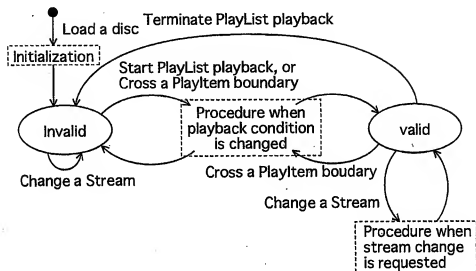 Terminate PlayList playback
Load a disc
Initialization
Start PlayList playback, or
Cross a PlayItem boundary
Procedure when
playback condition
is changed
Invalid
valid
Change a Stream
Cross a PlayItem boudary
Change a Stream
Procedure when
stream change
is requested